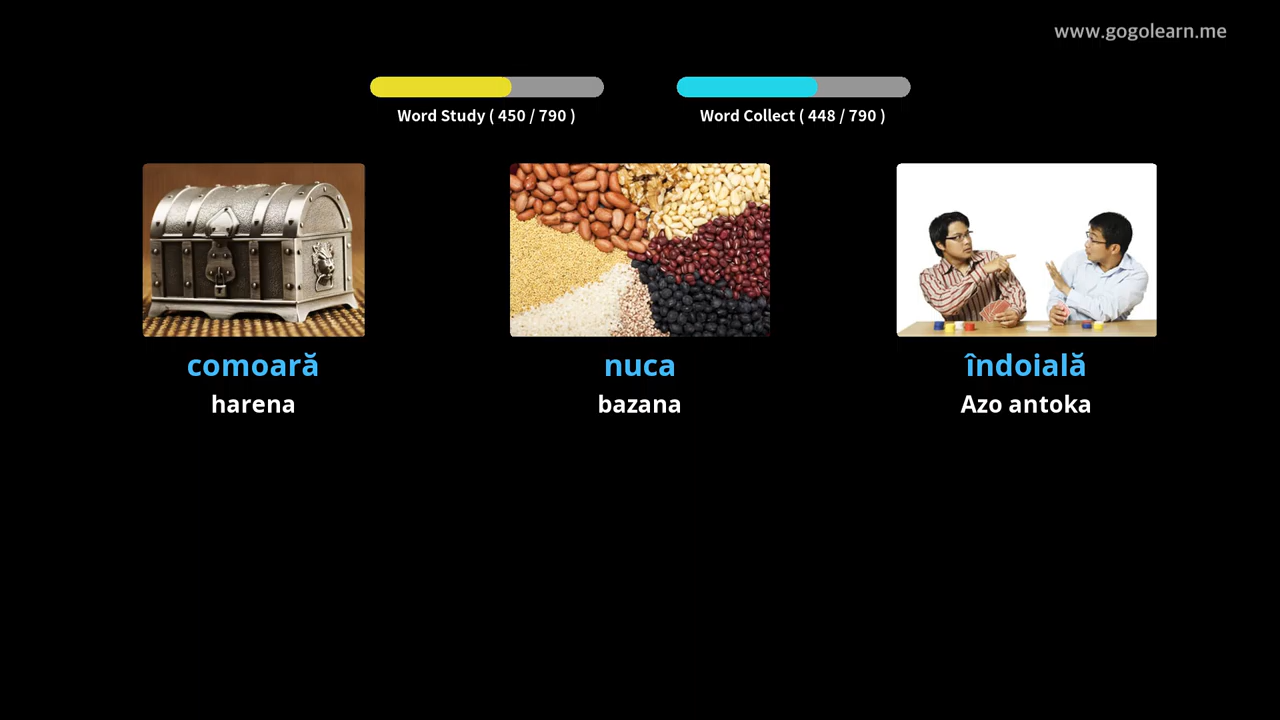 www.gogolearn.me
Word Study ( 450 / 790 )
Word Collect ( 448 / 790 )
comoară
nuca
îndoială
harena
bazana
Azo antoka